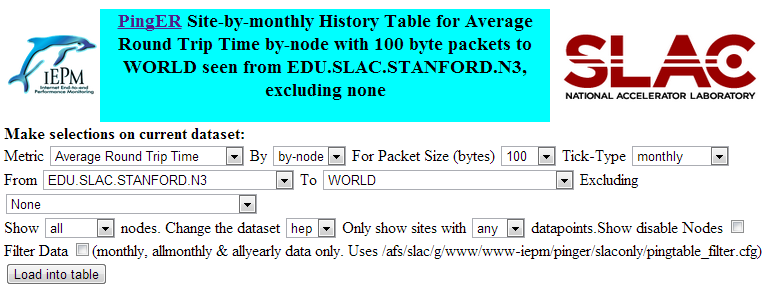 PingER Site-by-monthly History Table for Average
Round Trip Time by-node with 100 byte packets to
WORLD seen from EDU.SLAC.STANFORD.N3,
excluding none
iEPM
Internet End-to-end
Performance Monitoring
SLAC
NATIONAL ACCELERATOR LABORATORY
Make selections on current dataset:
Metric Average Round Trip Time By by-node For Packet Size (bytes) 100 Tick-Type monthly
From EDU.SLAC.STANFORD.N3 To WORLD Excluding
None
Show all nodes. Change the dataset hep Only show sites with any datapoints.Show disable Nodes
Filter Data (monthly, allmonthly & allyearly data only. Uses /afs/slac/g/www/www-iepm/pinger/slaconly/pingtable_filter.cfg)
Load into table